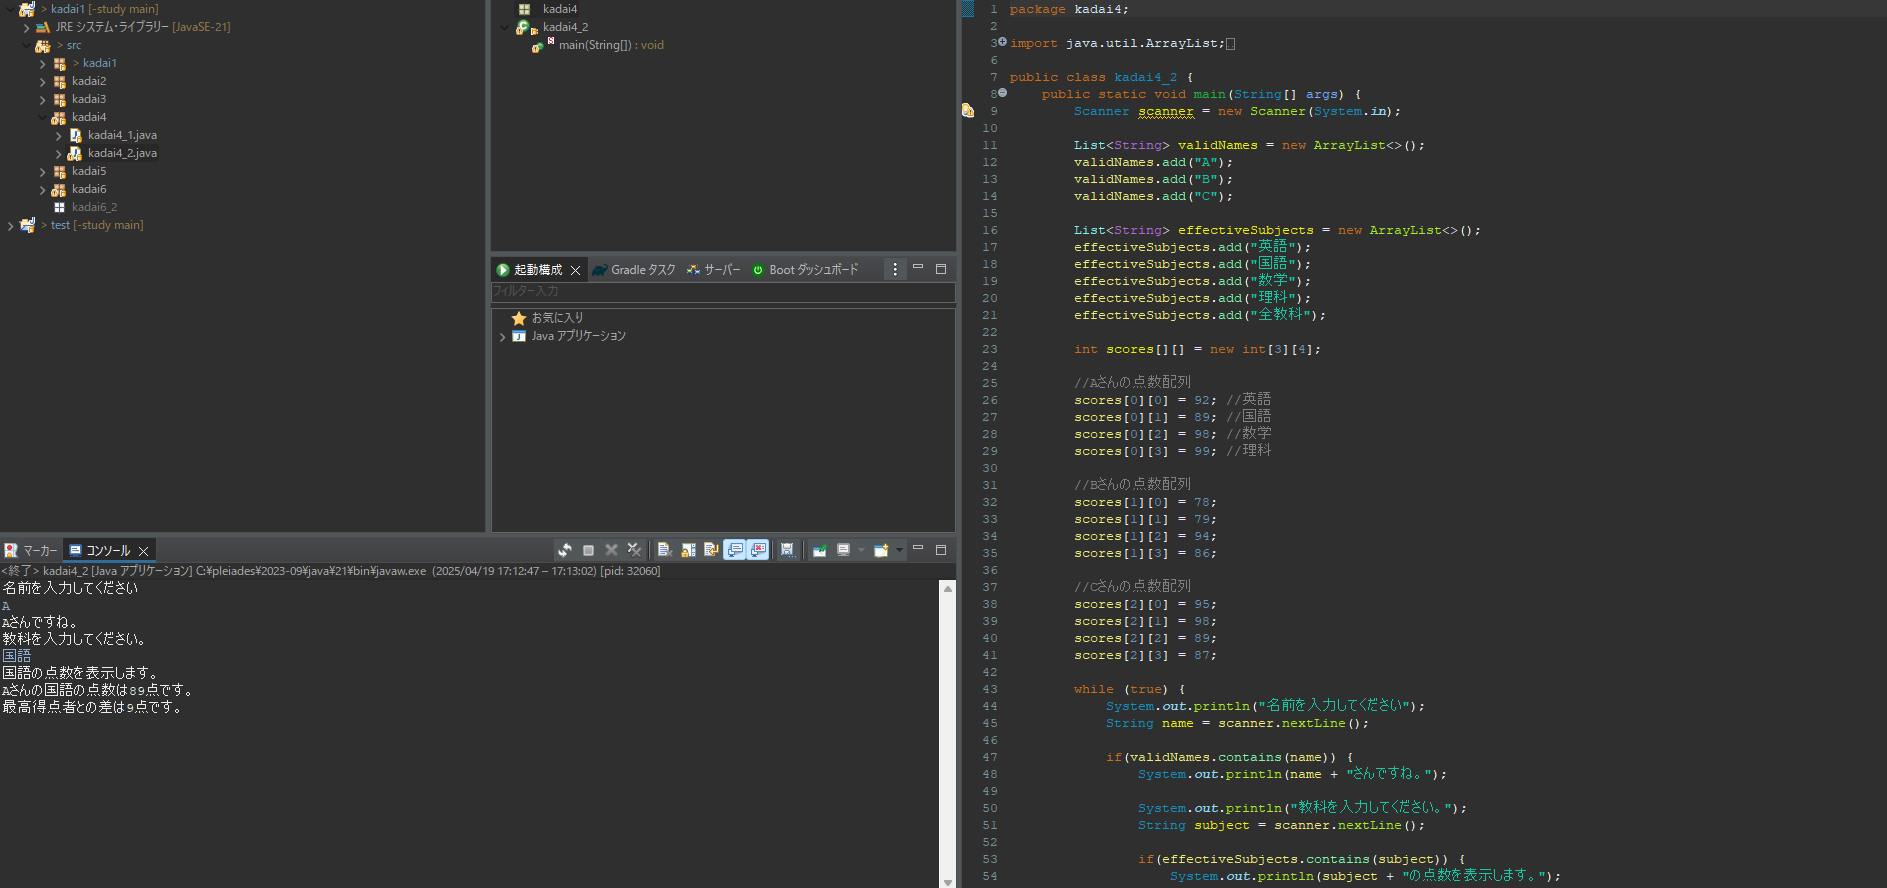 > kadai1 [-study main]
JRE システム・ライブラリー [JavaSE-21]
> src
> kadai1
kadai2
kadai3
kadai4
kadai4_1.java
kadai4_2.java
kadai5
kadai6
kadai6_2
> test [-study main]
kadai4
kadai4_2
main(String[]) : void
起動構成
Gradle タスク
サーバー
Boot ダッシュボード
フィルター入力
お気に入り
Java アプリケーション
マーカー
コンソール
<終了> kadai4_2 [Java アプリケーション] C:¥pleiades¥2023-09¥java¥21¥bin¥javaw.exe (2025/04/19 17:12:47 – 17:13:02) [pid: 32060]
名前を入力してください
A
Aさんですね。
教科を入力してください。
国語
国語の点数を表示します。
Aさんの国語の点数は89点です。
最高得点者との差は9点です。
1 package kadai4;
2
3 import java.util.ArrayList;
6
7 public class kadai4_2 {
8 public static void main(String[] args) {
9 Scanner scanner = new Scanner(System.in);
10
11 List<String> validNames = new ArrayList<>();
12 validNames.add("A");
13 validNames.add("B");
14 validNames.add("C");
15
16 List<String> effectiveSubjects = new ArrayList<>();
17 effectiveSubjects.add("英語");
18 effectiveSubjects.add("国語");
19 effectiveSubjects.add("数学");
20 effectiveSubjects.add("理科");
21 effectiveSubjects.add("全教科");
22
23 int scores[][] = new int[3][4];
24
25 //Aさんの点数配列
26 scores[0][0] = 92; //英語
27 scores[0][1] = 89; //国語
28 scores[0][2] = 98; //数学
29 scores[0][3] = 99; //理科
30
31 //Bさんの点数配列
32 scores[1][0] = 78;
33 scores[1][1] = 79;
34 scores[1][2] = 94;
35 scores[1][3] = 86;
36
37 //Cさんの点数配列
38 scores[2][0] = 95;
39 scores[2][1] = 98;
40 scores[2][2] = 89;
41 scores[2][3] = 87;
42
43 while (true) {
44 System.out.println("名前を入力してください");
45 String name = scanner.nextLine();
46
47 if(validNames.contains(name)) {
48 System.out.println(name + "さんですね。");
49
50 System.out.println("教科を入力してください。");
51 String subject = scanner.nextLine();
52
53 if(effectiveSubjects.contains(subject)) {
54 System.out.println(subject + "の点数を表示します。");